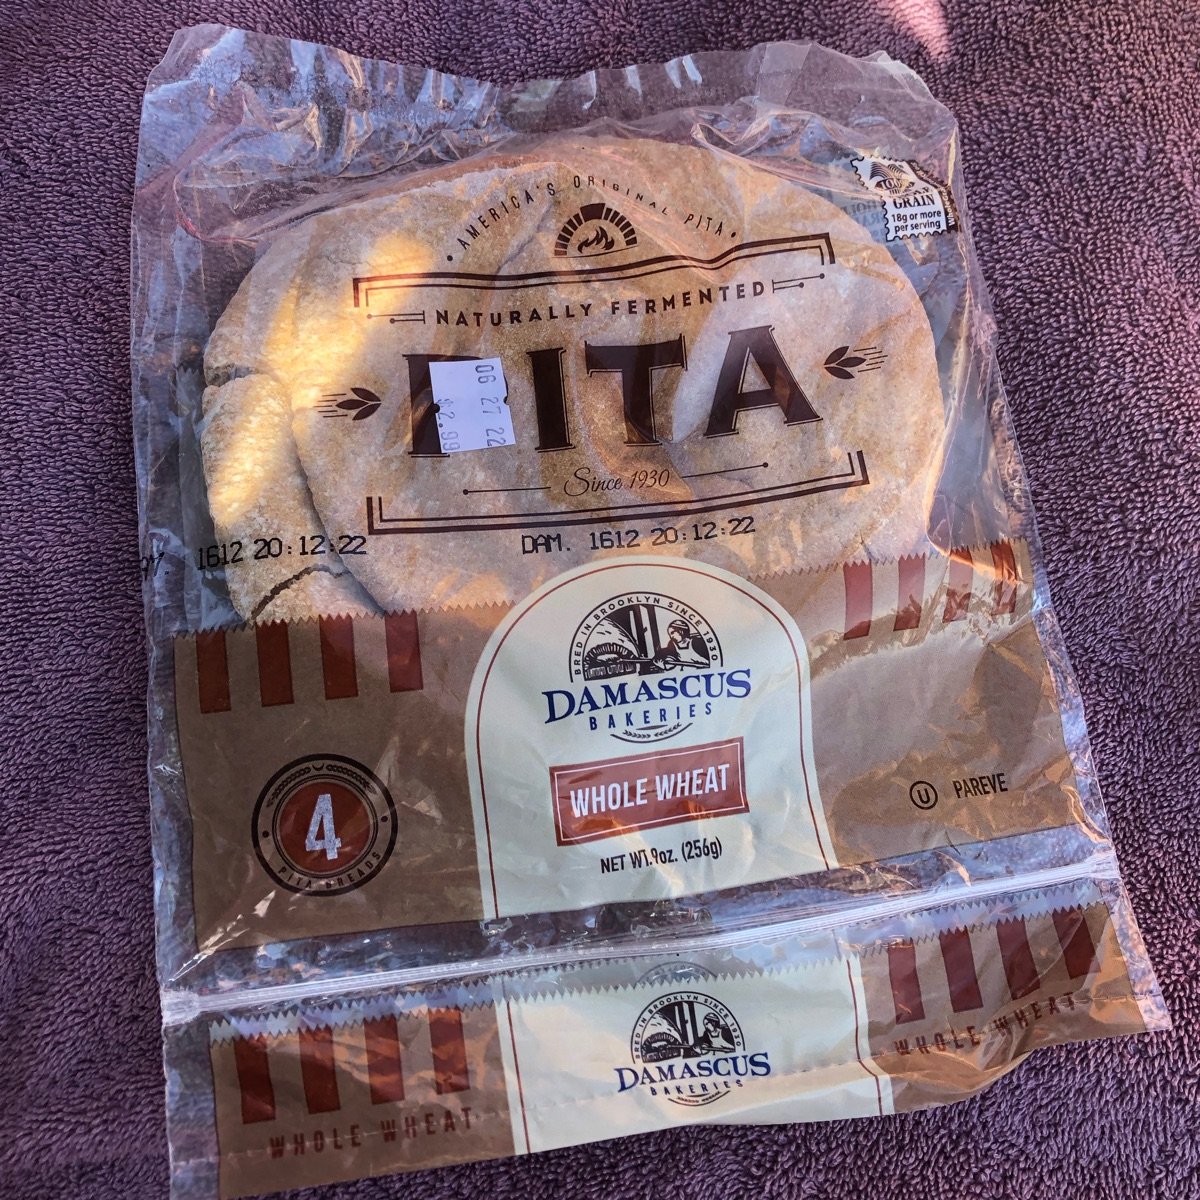 AMERICA'S ORIGINAL PITA
NATURALLY FERMENTED
PITA
06 27 22
$2.99
Since 1930
GRAIN
18g or more
per serving
1612 20:12:22
DAM. 1612 20:12:22
BRED IN BROOKLYN SINCE 1930
DAMASCUS
BAKERIES
WHOLE WHEAT
NET WT.9oz. (256g)
4
PITA BREADS
U PAREVE
BRED IN BROOKLYN SINCE 1930
DAMASCUS
BAKERIES
WHOLE WHEAT
WHOLE WHEAT